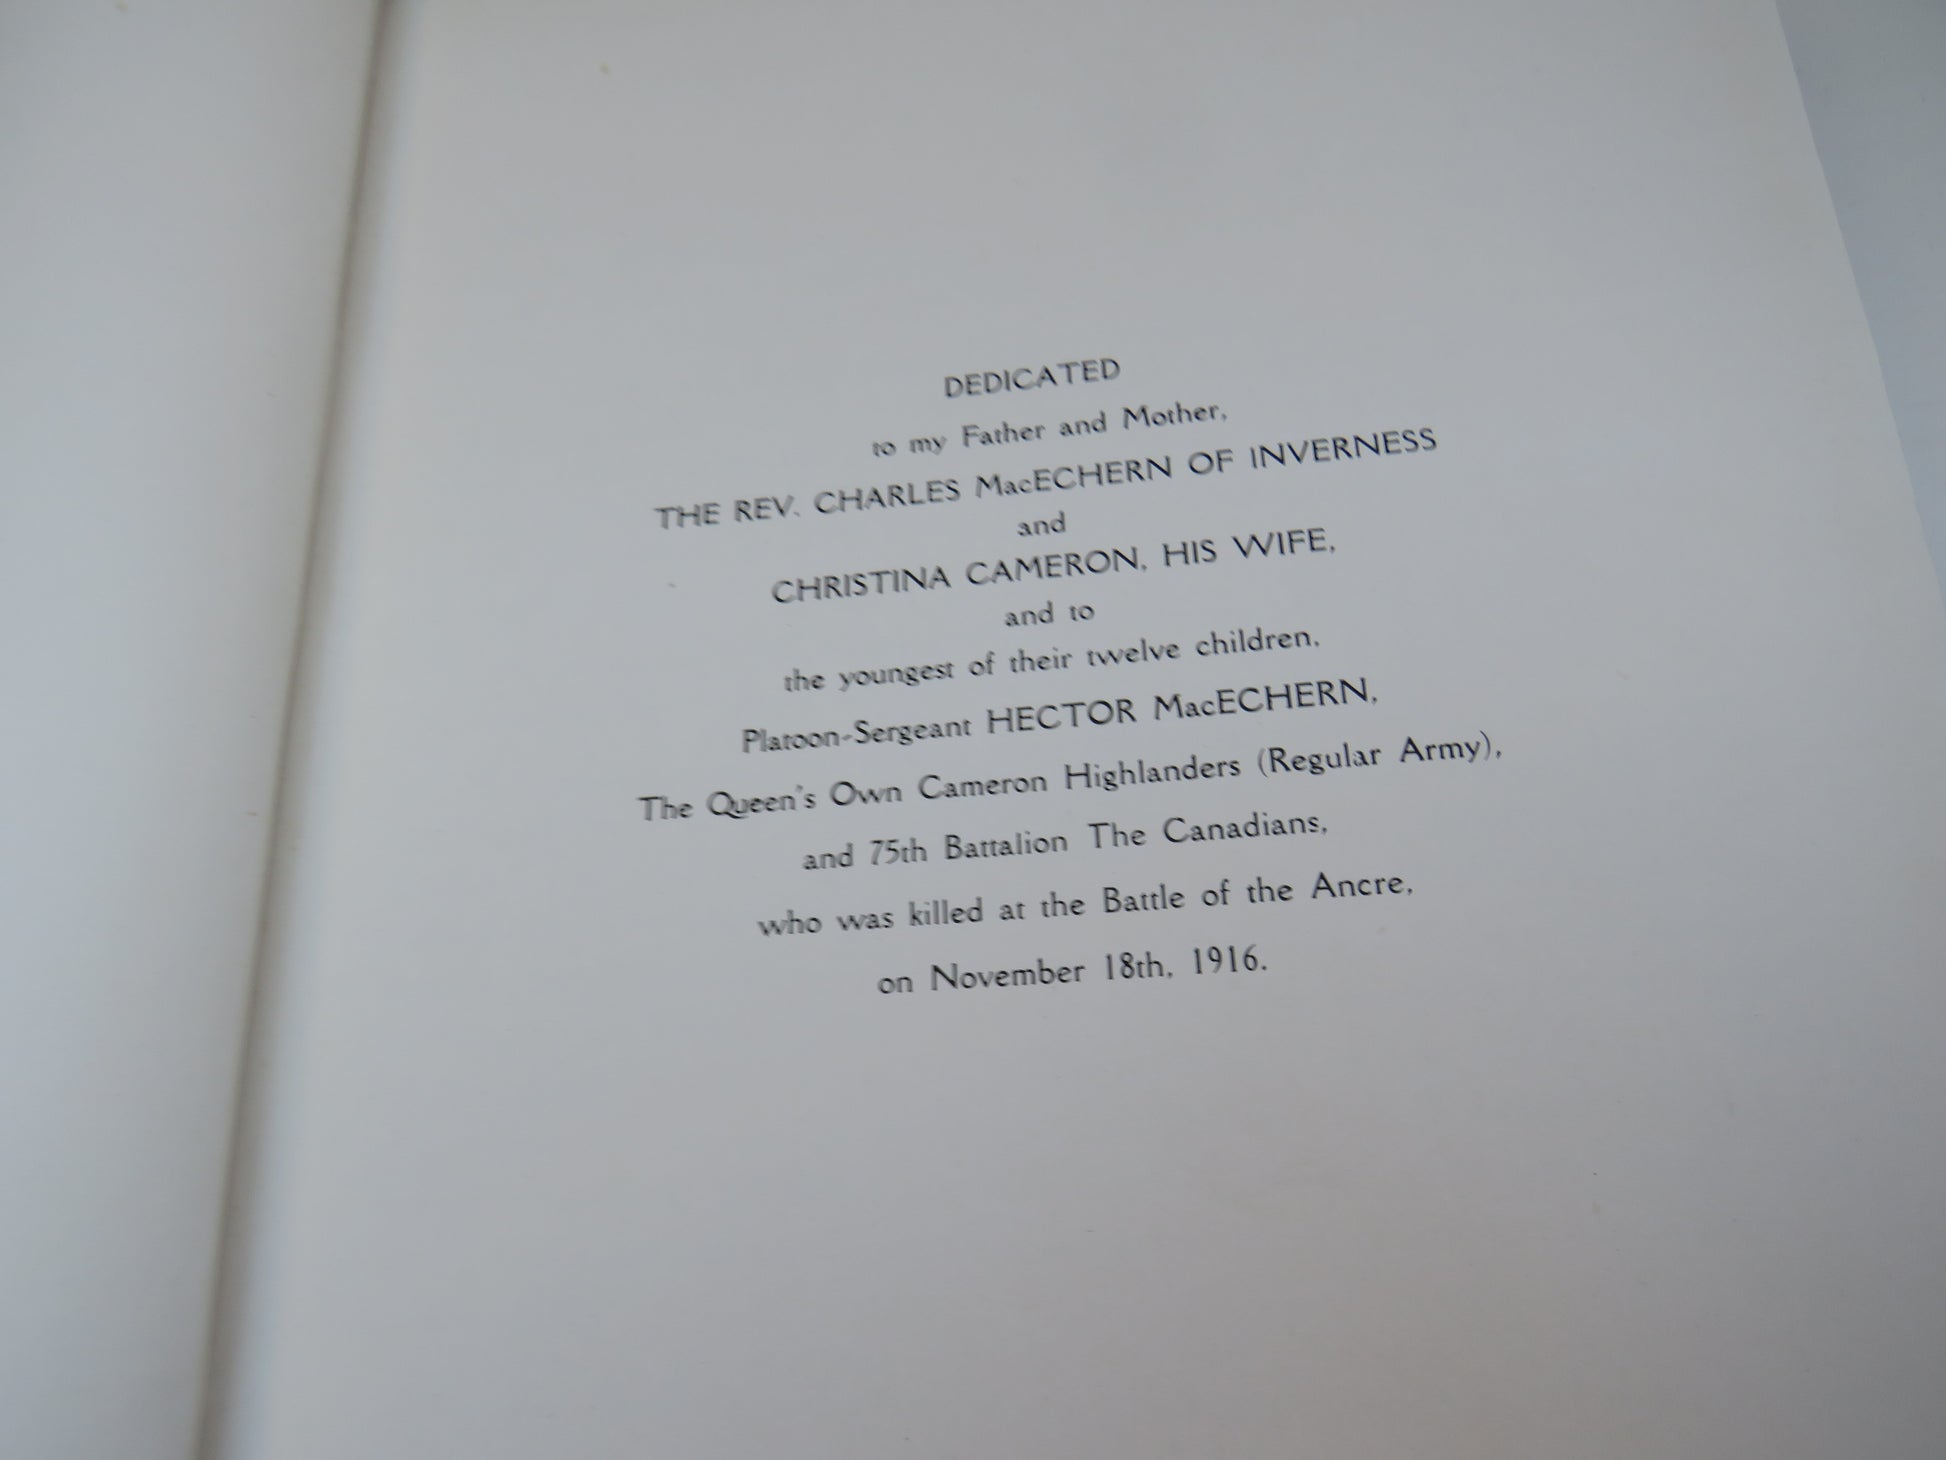 DEDICATED
to my Father and Mother,
THE REV. CHARLES MacECHERN OF INVERNESS
and
CHRISTINA CAMERON, HIS WIFE,
and to
the youngest of their twelve children,
Platoon-Sergeant HECTOR MacECHERN,
The Queen's Own Cameron Highlanders (Regular Army),
and 75th Battalion The Canadians,
who was killed at the Battle of the Ancre,
on November 18th, 1916.